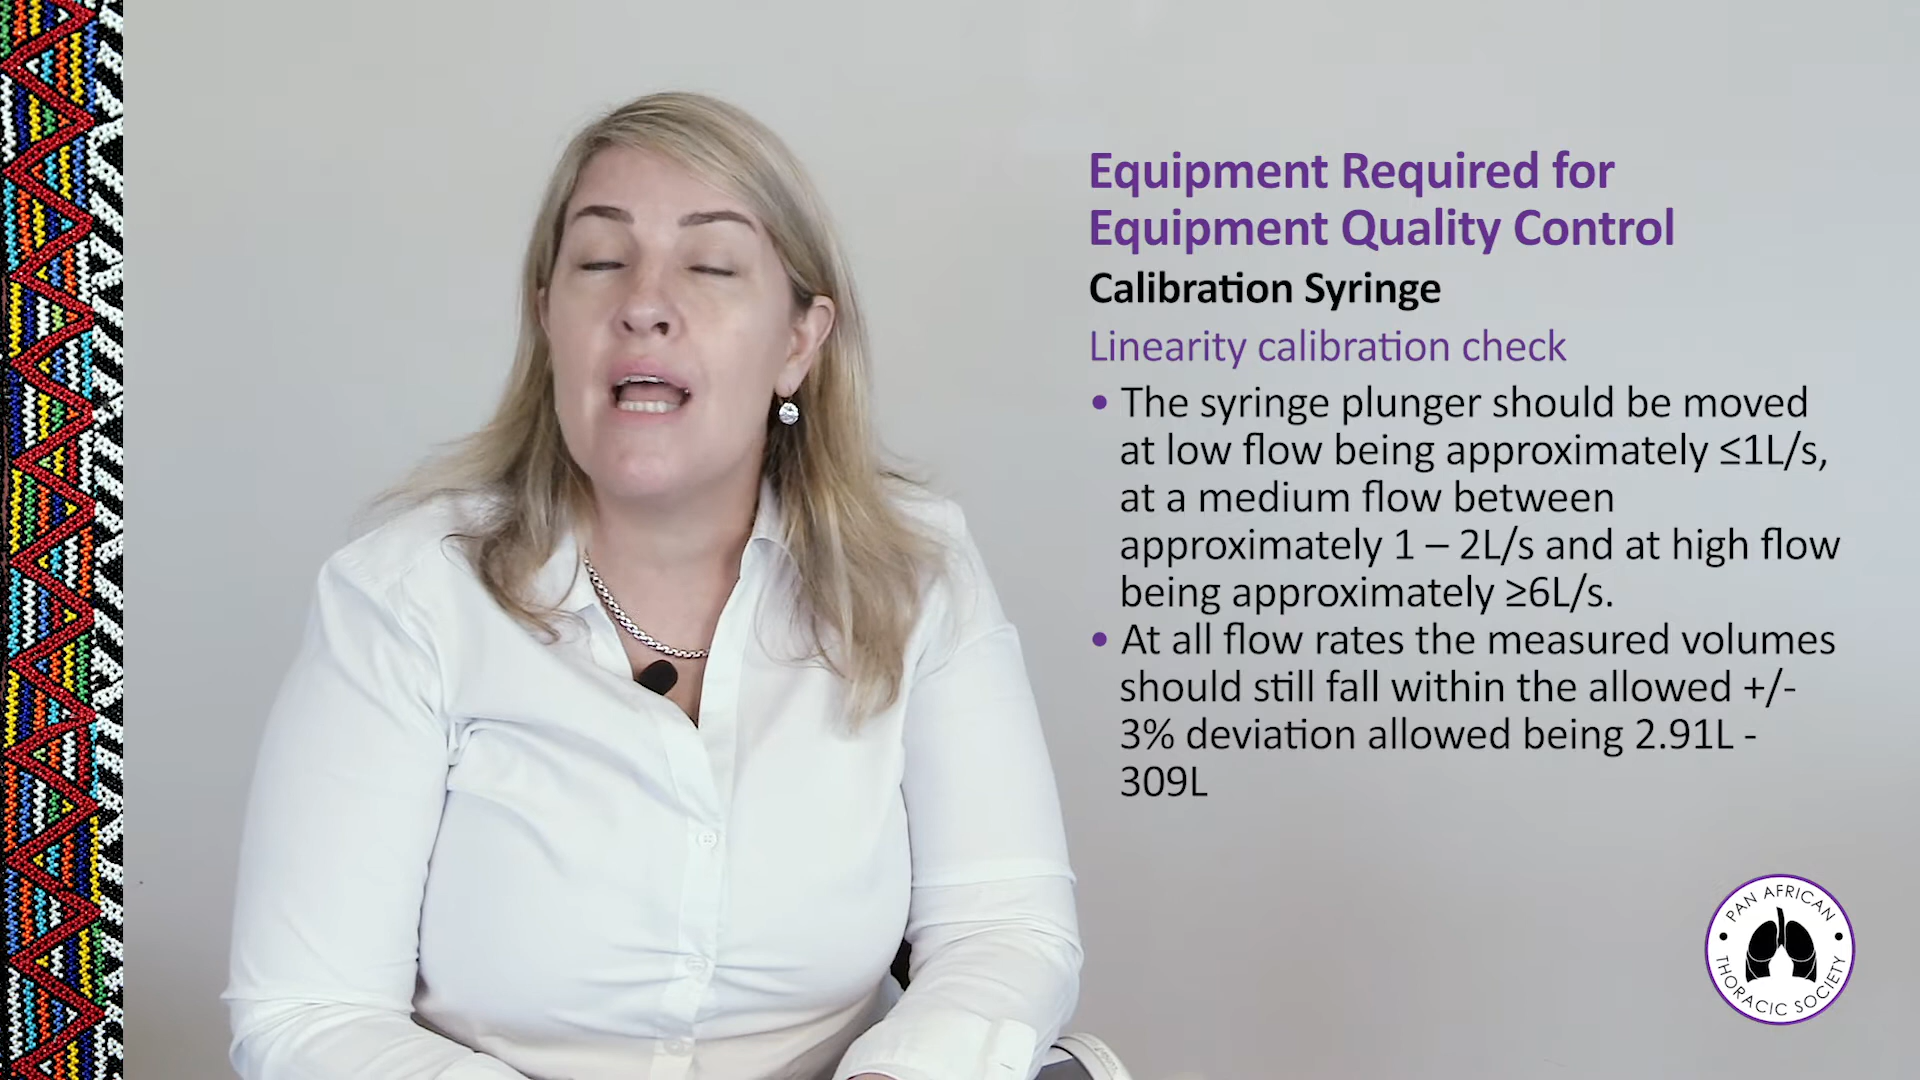 Equipment Required for
Equipment Quality Control
Calibration Syringe
Linearity calibration check
• The syringe plunger should be moved
at low flow being approximately ≤1L/s,
at a medium flow between
approximately 1 – 2L/s and at high flow
being approximately ≥6L/s.
• At all flow rates the measured volumes
should still fall within the allowed +/-
3% deviation allowed being 2.91L -
309L
PAN AFRICAN
THORACIC SOCIETY